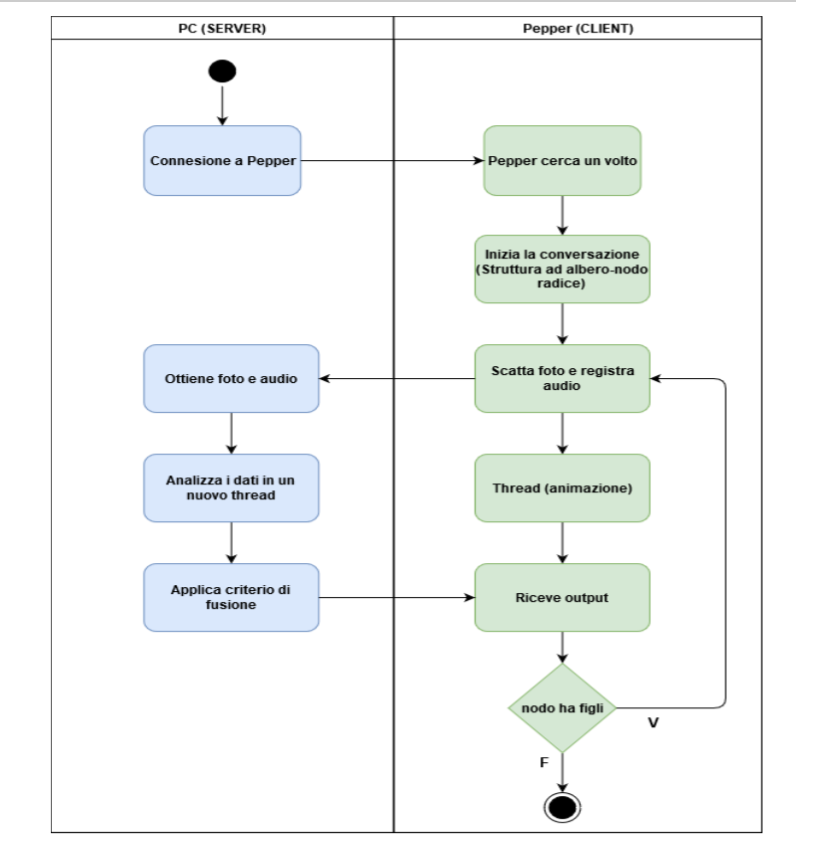 PC (SERVER)
Pepper (CLIENT)
Connesione a Pepper
Pepper cerca un volto
Inizia la conversazione
(Struttura ad albero-nodo
radice)
Ottiene foto e audio
Scatta foto e registra
audio
Analizza i dati in un
nuovo thread
Thread (animazione)
Applica criterio di
fusione
Riceve output
nodo ha figli
V
F